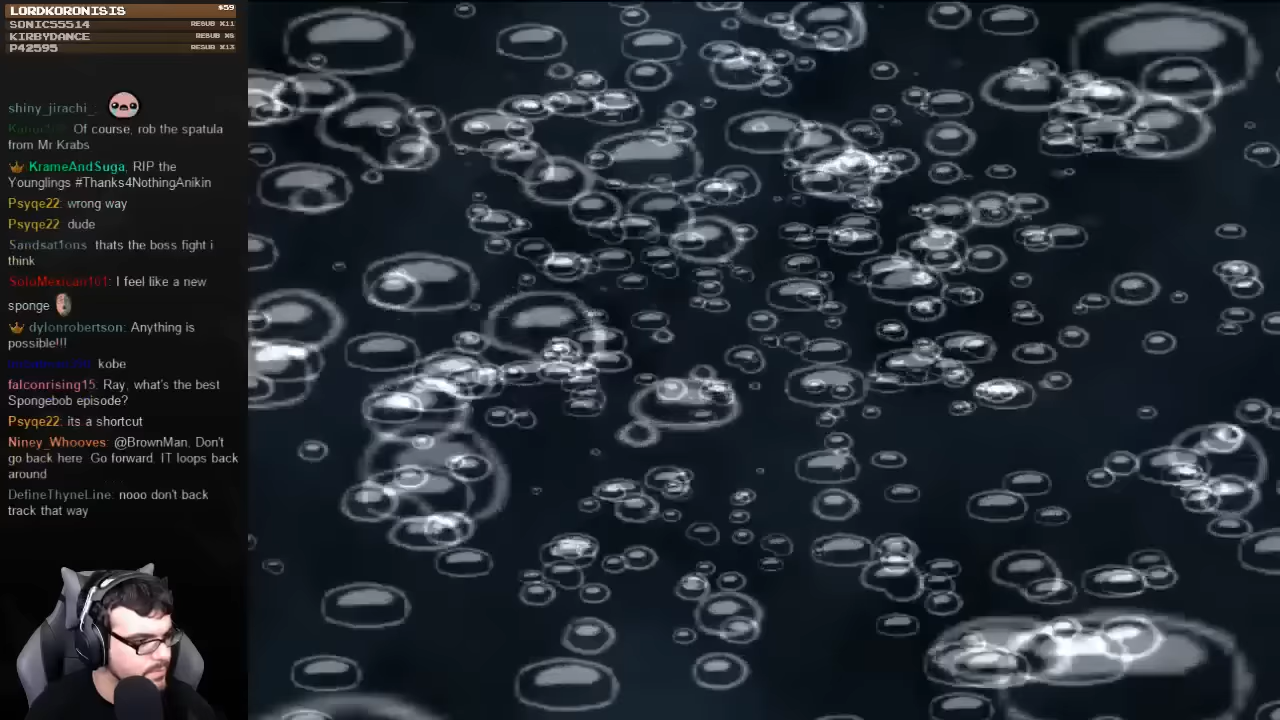 LORDKORONISIS $59
SONIC55514 RESUB X11
KIRBYDANCE RESUB X5
P42595 RESUB X13
shiny_jirachi_:
Of course, rob the spatula
from Mr Krabs
KrameAndSuga, RIP the
Younglings #Thanks4NothingAnikin
Psyqe22: wrong way
Psyqe22 dude
Sandsat1ons thats the boss fight i
think
SoloMexican101: I feel like a new
sponge
dylonrobertson: Anything is
possible!!!
kobe
falconrising15: Ray, what's the best
Spongebob episode?
Psyqe22: its a shortcut
Niney_Whooves: @BrownMan, Don't
go back here Go forward. IT loops back
around
DefineThyneLine: nooo don't back
track that way